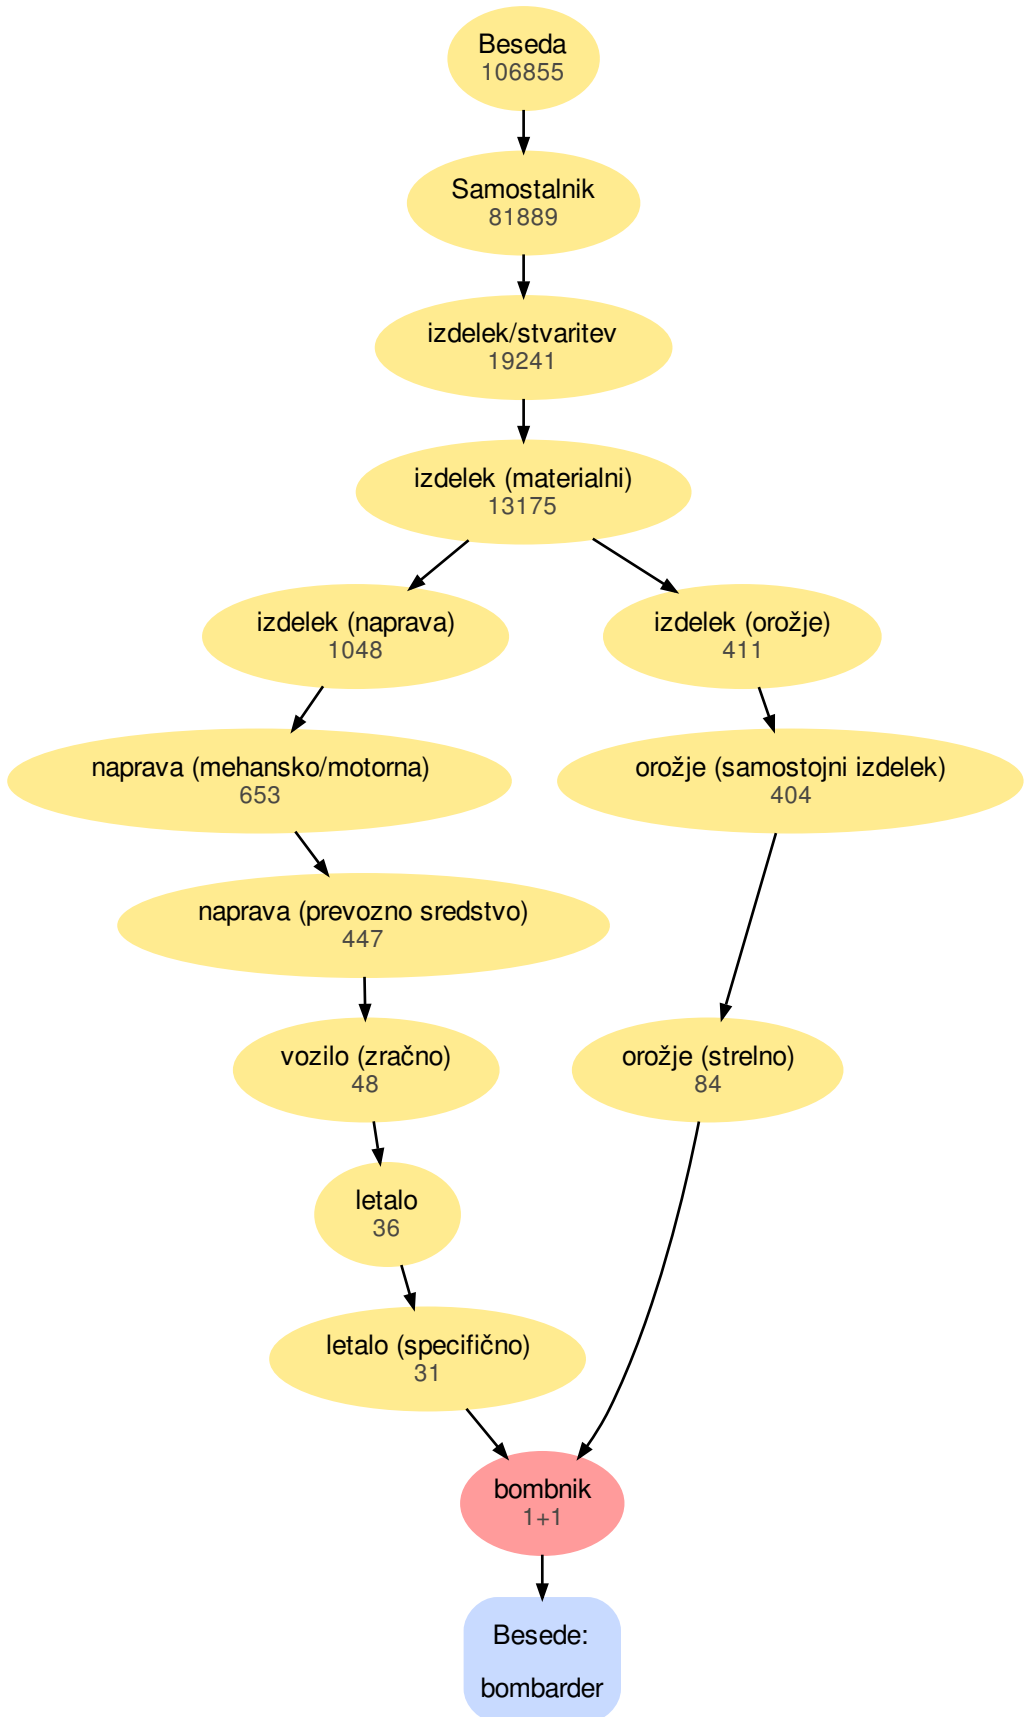 Beseda
106855
Samostalnik
81889
izdelek/stvaritev
19241
izdelek (materialni)
13175
izdelek (naprava)
1048
izdelek (orožje)
411
naprava (mehansko/motorna)
653
orožje (samostojni izdelek)
404
naprava (prevozno sredstvo)
447
vozilo (zračno)
48
orožje (strelno)
84
letalo
36
letalo (specifično)
31
bombnik
1+1
Besede:
bombarder